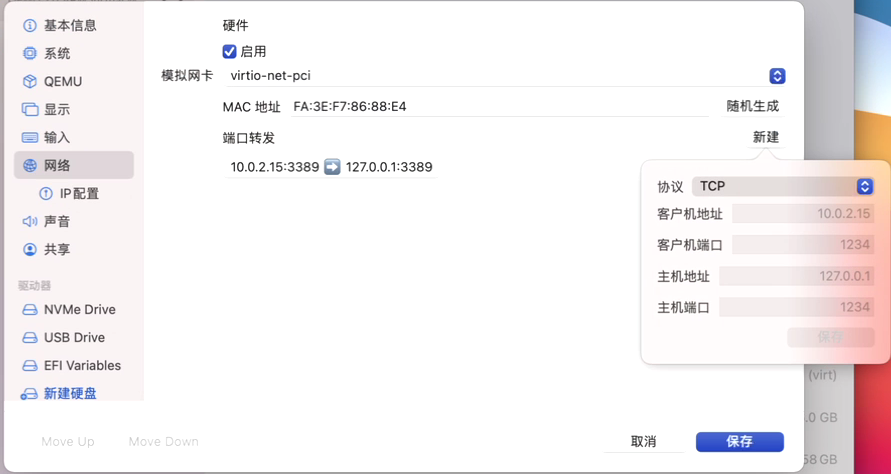 基本信息
系统
QEMU
显示
输入
网络
IP配置
声音
共享
驱动器
NVMe Drive
USB Drive
EFI Variables
新建硬盘
Move Up
Move Down
硬件
启用
模拟网卡 virtio-net-pci
MAC 地址 FA:3E:F7:86:88:E4 随机生成
端口转发 新建
10.0.2.15:3389 ➡️ 127.0.0.1:3389
协议 TCP
客户机地址 10.0.2.15
客户机端口 1234
主机地址 127.0.0.1
主机端口 1234
保存
(virt)
.0 GB
58 GB
取消
保存